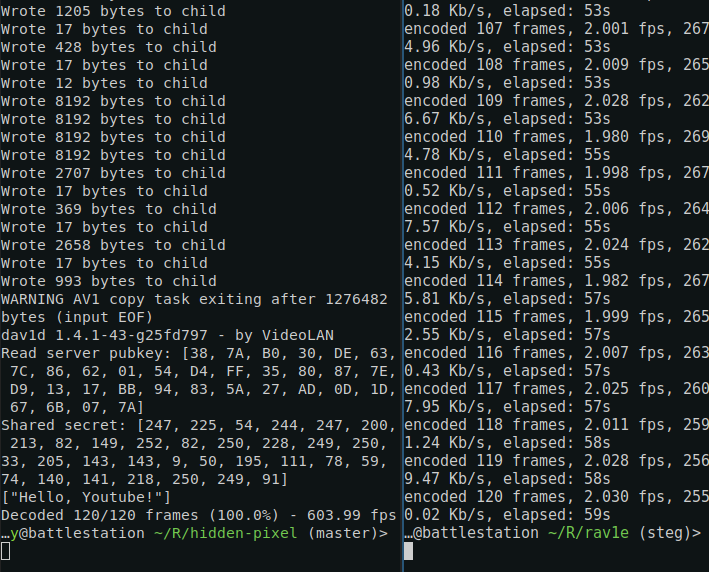 Wrote 1205 bytes to child
Wrote 17 bytes to child
Wrote 428 bytes to child
Wrote 17 bytes to child
Wrote 12 bytes to child
Wrote 8192 bytes to child
Wrote 8192 bytes to child
Wrote 8192 bytes to child
Wrote 8192 bytes to child
Wrote 2707 bytes to child
Wrote 17 bytes to child
Wrote 369 bytes to child
Wrote 17 bytes to child
Wrote 2658 bytes to child
Wrote 17 bytes to child
Wrote 993 bytes to child
WARNING AV1 copy task exiting after 1276482
bytes (input EOF)
dav1d 1.4.1-43-g25fd797 - by VideoLAN
Read server pubkey: [38, 7A, B0, 30, DE, 63,
7C, 86, 62, 01, 54, D4, FF, 35, 80, 87, 7E,
D9, 13, 17, BB, 94, 83, 5A, 27, AD, 0D, 1D,
67, 6B, 07, 7A]
Shared secret: [247, 225, 54, 244, 247, 200,
213, 82, 149, 252, 82, 250, 228, 249, 250,
33, 205, 143, 143, 9, 50, 195, 111, 78, 59,
74, 140, 141, 218, 250, 249, 91]
["Hello, Youtube!"]
Decoded 120/120 frames (100.0%) - 603.99 fps
…y@battlestation ~/R/hidden-pixel (master)>
0.18 Kb/s, elapsed: 53s
encoded 107 frames, 2.001 fps, 267
4.96 Kb/s, elapsed: 53s
encoded 108 frames, 2.009 fps, 265
0.98 Kb/s, elapsed: 53s
encoded 109 frames, 2.028 fps, 262
6.67 Kb/s, elapsed: 53s
encoded 110 frames, 1.980 fps, 269
4.78 Kb/s, elapsed: 55s
encoded 111 frames, 1.998 fps, 267
0.52 Kb/s, elapsed: 55s
encoded 112 frames, 2.006 fps, 264
7.57 Kb/s, elapsed: 55s
encoded 113 frames, 2.024 fps, 262
4.15 Kb/s, elapsed: 55s
encoded 114 frames, 1.982 fps, 267
5.81 Kb/s, elapsed: 57s
encoded 115 frames, 1.999 fps, 265
2.55 Kb/s, elapsed: 57s
encoded 116 frames, 2.007 fps, 263
0.43 Kb/s, elapsed: 57s
encoded 117 frames, 2.025 fps, 260
7.95 Kb/s, elapsed: 57s
encoded 118 frames, 2.011 fps, 259
1.24 Kb/s, elapsed: 58s
encoded 119 frames, 2.028 fps, 256
9.47 Kb/s, elapsed: 58s
encoded 120 frames, 2.030 fps, 255
0.02 Kb/s, elapsed: 59s
…@battlestation ~/R/rav1e (steg)>